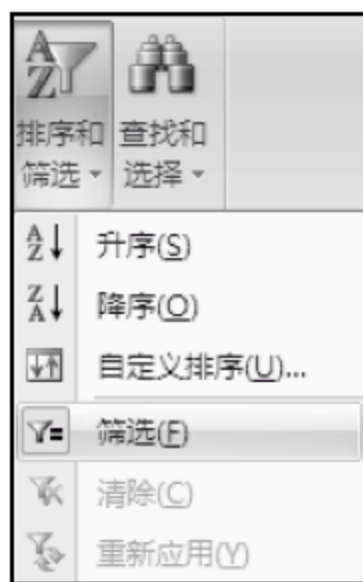 排序和 查找和
筛选 选择
升序(S)
降序(O)
自定义排序(U)...
筛选(F)
清除(C)
重新应用(Y)